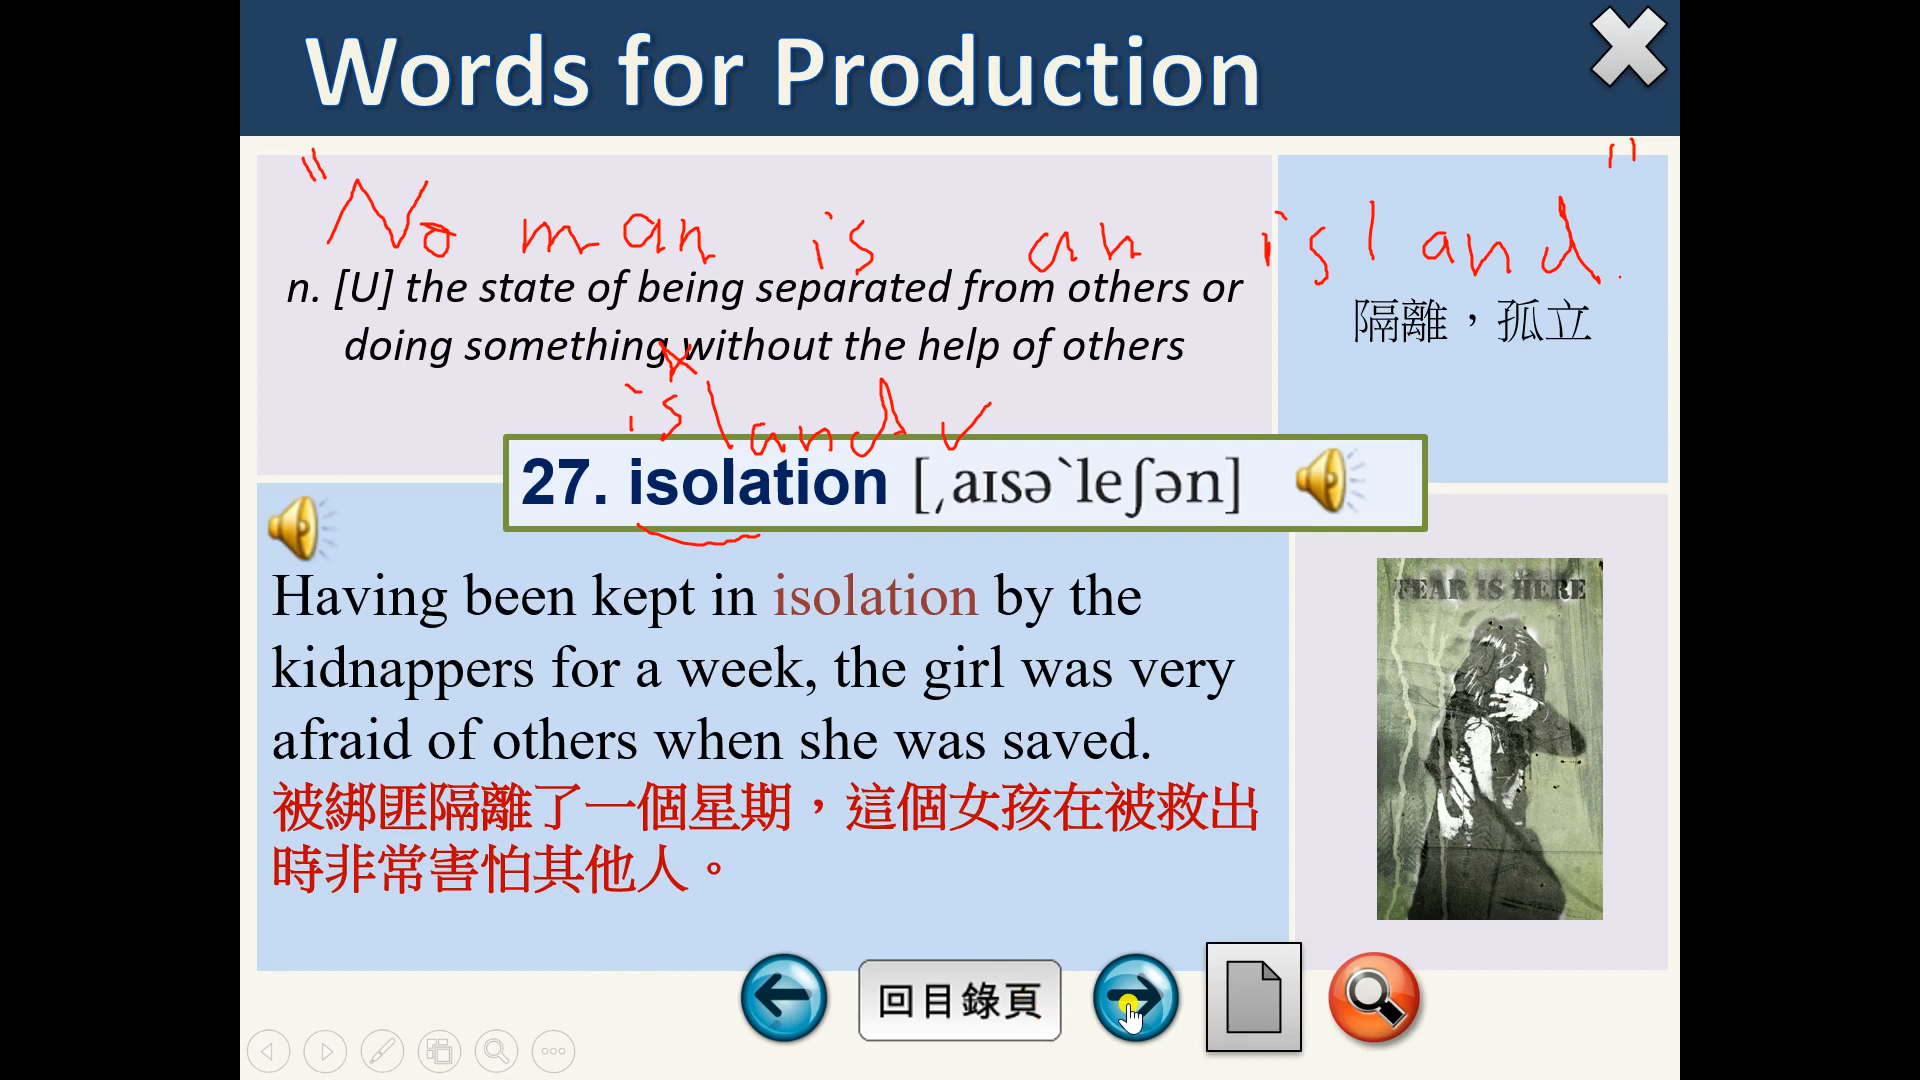 Words for Production
"No man is an island."
n. [U] the state of being separated from others or
doing something without the help of others
隔離，孤立
island
27. isolation [͵aɪsəˋleʃən]
Having been kept in isolation by the
kidnappers for a week, the girl was very
afraid of others when she was saved.
被綁匪隔離了一個星期，這個女孩在被救出
時非常害怕其他人。
FEAR IS HERE
回目錄頁